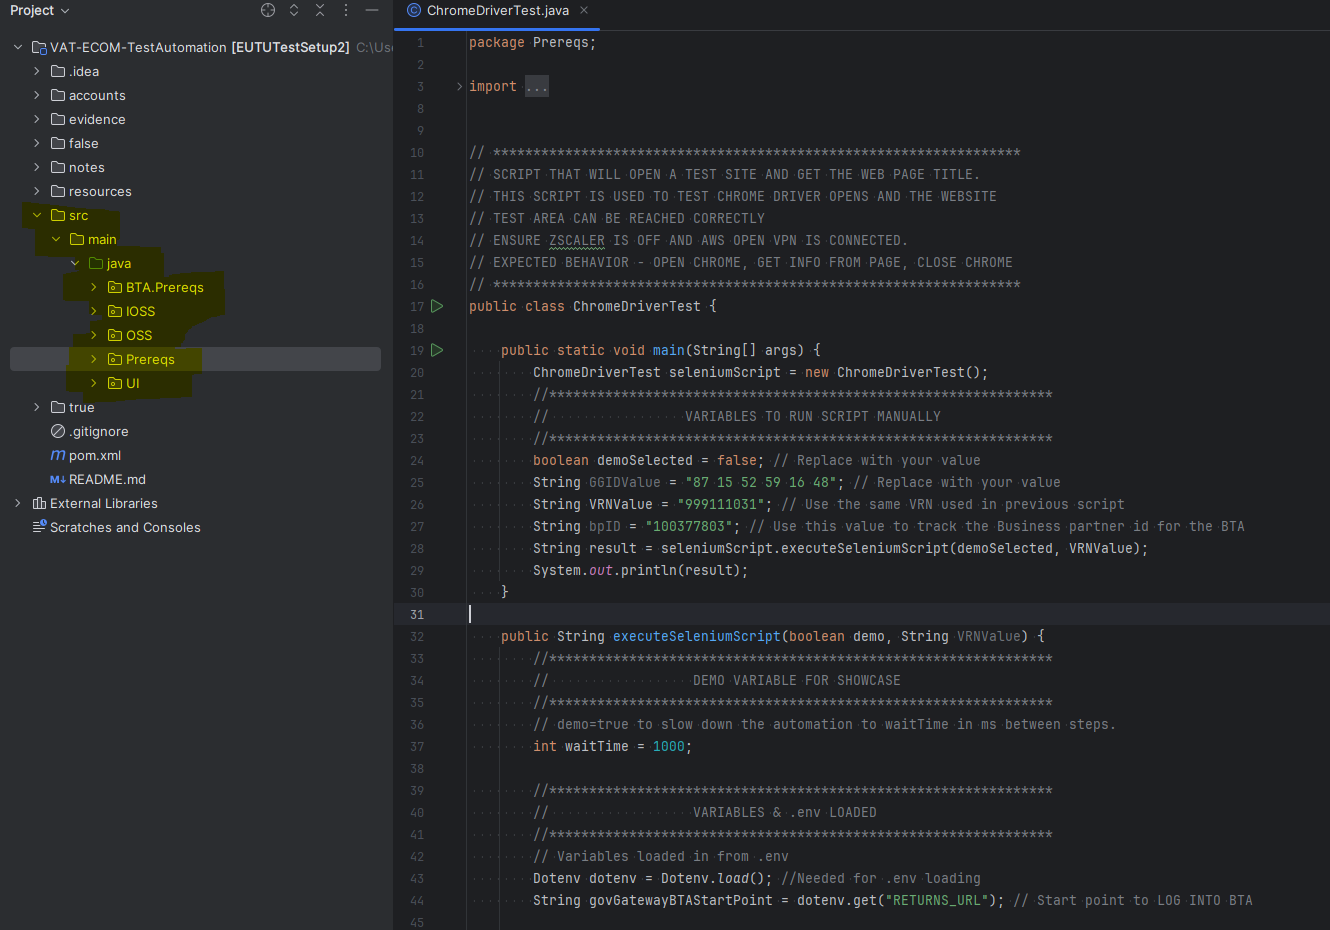 Project
VAT-ECOM-TestAutomation [EUTUTestSetup2] C:\Use
.idea
accounts
evidence
false
notes
resources
src
main
java
BTA.Prereqs
IOSS
OSS
Prereqs
UI
true
.gitignore
pom.xml
README.md
External Libraries
Scratches and Consoles
ChromeDriverTest.java
1 package Prereqs;
2
3 import ...
8
9
10 // ******************************************************************
11 // SCRIPT THAT WILL OPEN A TEST SITE AND GET THE WEB PAGE TITLE.
12 // THIS SCRIPT IS USED TO TEST CHROME DRIVER OPENS AND THE WEBSITE
13 // TEST AREA CAN BE REACHED CORRECTLY
14 // ENSURE ZSCALER IS OFF AND AWS OPEN VPN IS CONNECTED.
15 // EXPECTED BEHAVIOR - OPEN CHROME, GET INFO FROM PAGE, CLOSE CHROME
16 // ******************************************************************
17 public class ChromeDriverTest {
18
19 public static void main(String[] args) {
20 ChromeDriverTest seleniumScript = new ChromeDriverTest();
21 //***************************************************************
22 // VARIABLES TO RUN SCRIPT MANUALLY
23 //***************************************************************
24 boolean demoSelected = false; // Replace with your value
25 String GGIDValue = "87 15 52 59 16 48"; // Replace with your value
26 String VRNValue = "999111031"; // Use the same VRN used in previous script
27 String bpID = "100377803"; // Use this value to track the Business partner id for the BTA
28 String result = seleniumScript.executeSeleniumScript(demoSelected, VRNValue);
29 System.out.println(result);
30 }
31
32 public String executeSeleniumScript(boolean demo, String VRNValue) {
33 //***************************************************************
34 // DEMO VARIABLE FOR SHOWCASE
35 //***************************************************************
36 // demo=true to slow down the automation to waitTime in ms between steps.
37 int waitTime = 1000;
38
39 //***************************************************************
40 // VARIABLES & .env LOADED
41 //***************************************************************
42 // Variables loaded in from .env
43 Dotenv dotenv = Dotenv.load(); //Needed for .env loading
44 String govGatewayBTAStartPoint = dotenv.get("RETURNS_URL"); // Start point to LOG INTO BTA
45